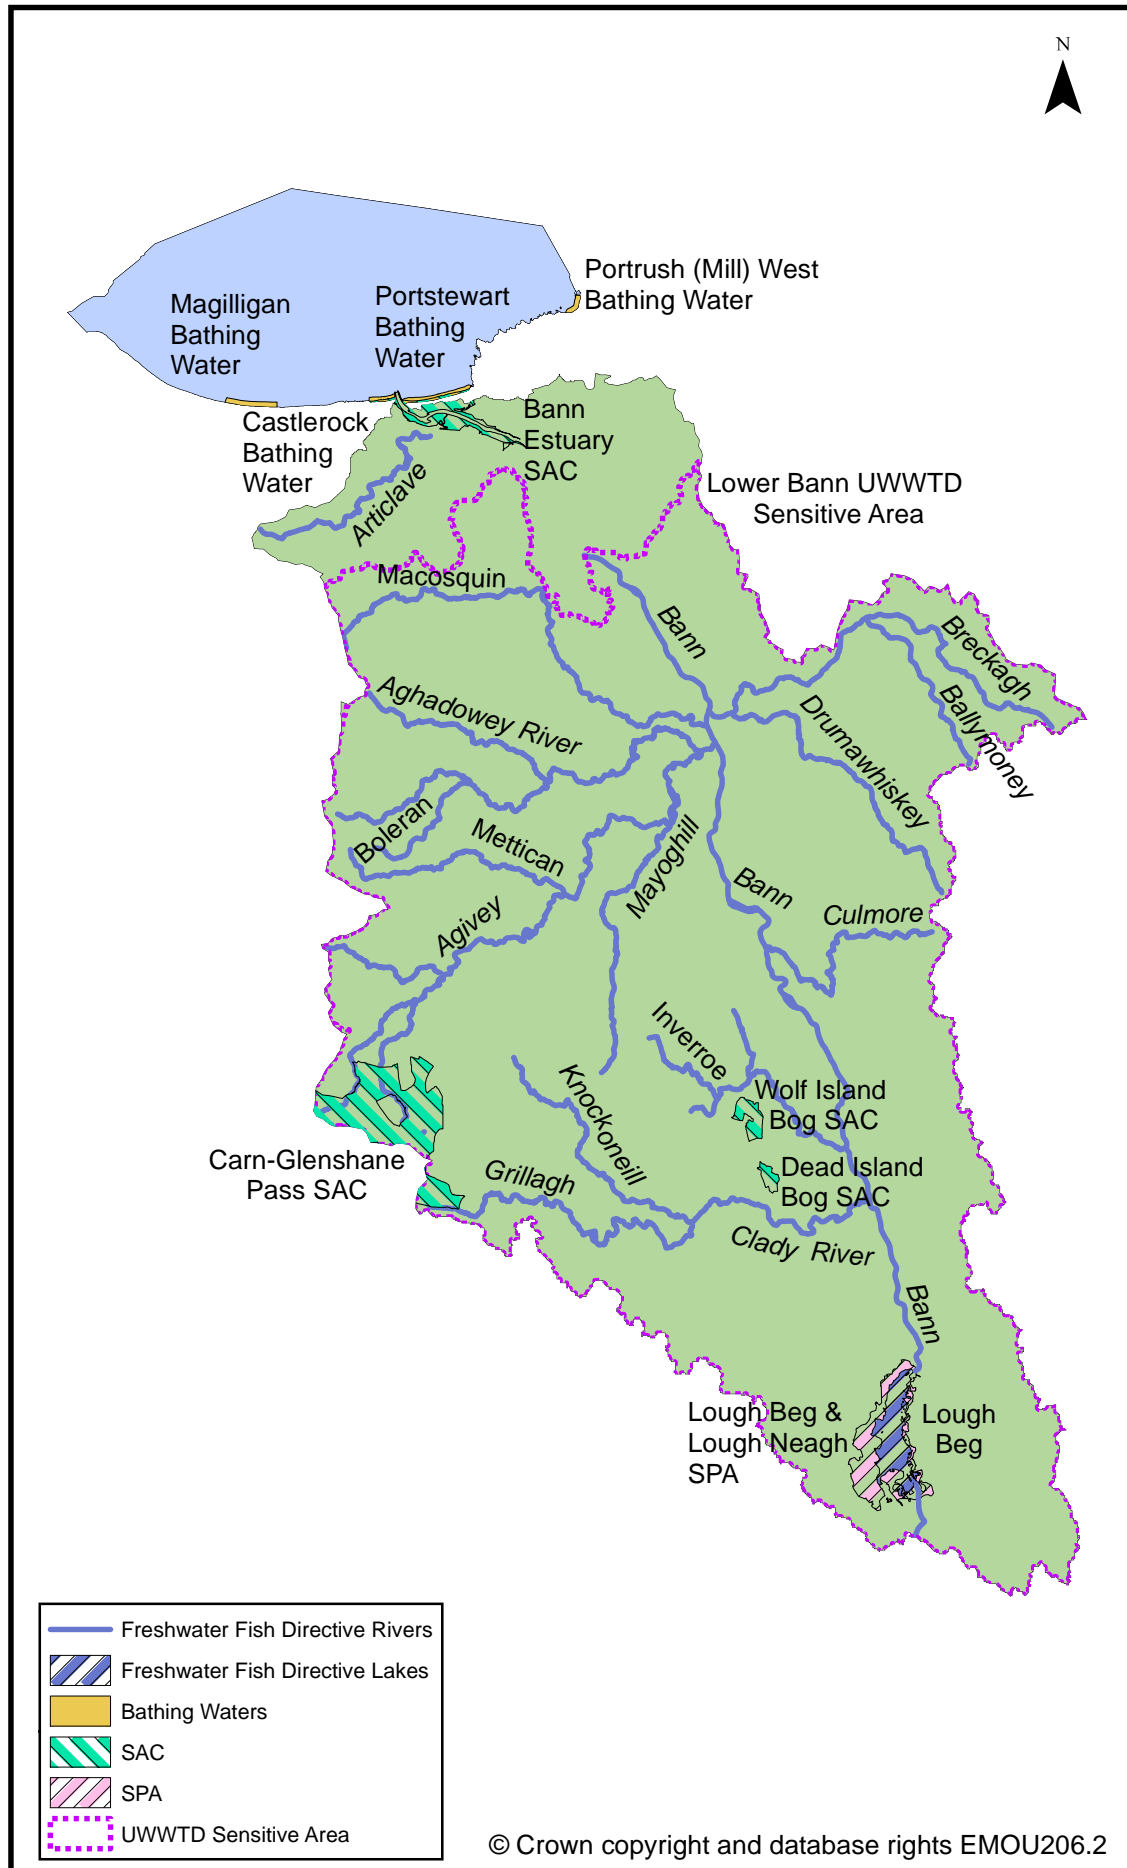 N
Portrush (Mill) West
Bathing Water
Magilligan
Bathing
Water
Portstewart
Bathing
Water
Castlerock
Bathing
Water
Bann
Estuary
SAC
Articlave
Lower Bann UWWTD
Sensitive Area
Macosquin
Bann
Breckagh
Ballymoney
Aghadowey River
Drumawhiskey
Boleran
Mettican
Mayoghill
Bann
Culmore
Agivey
Inverroe
Knockoneill
Wolf Island
Bog SAC
Carn-Glenshane
Pass SAC
Grillagh
Dead Island
Bog SAC
Clady River
Bann
Lough Beg &
Lough Neagh
SPA
Lough
Beg
Freshwater Fish Directive Rivers
Freshwater Fish Directive Lakes
Bathing Waters
SAC
SPA
UWWTD Sensitive Area
© Crown copyright and database rights EMOU206.2